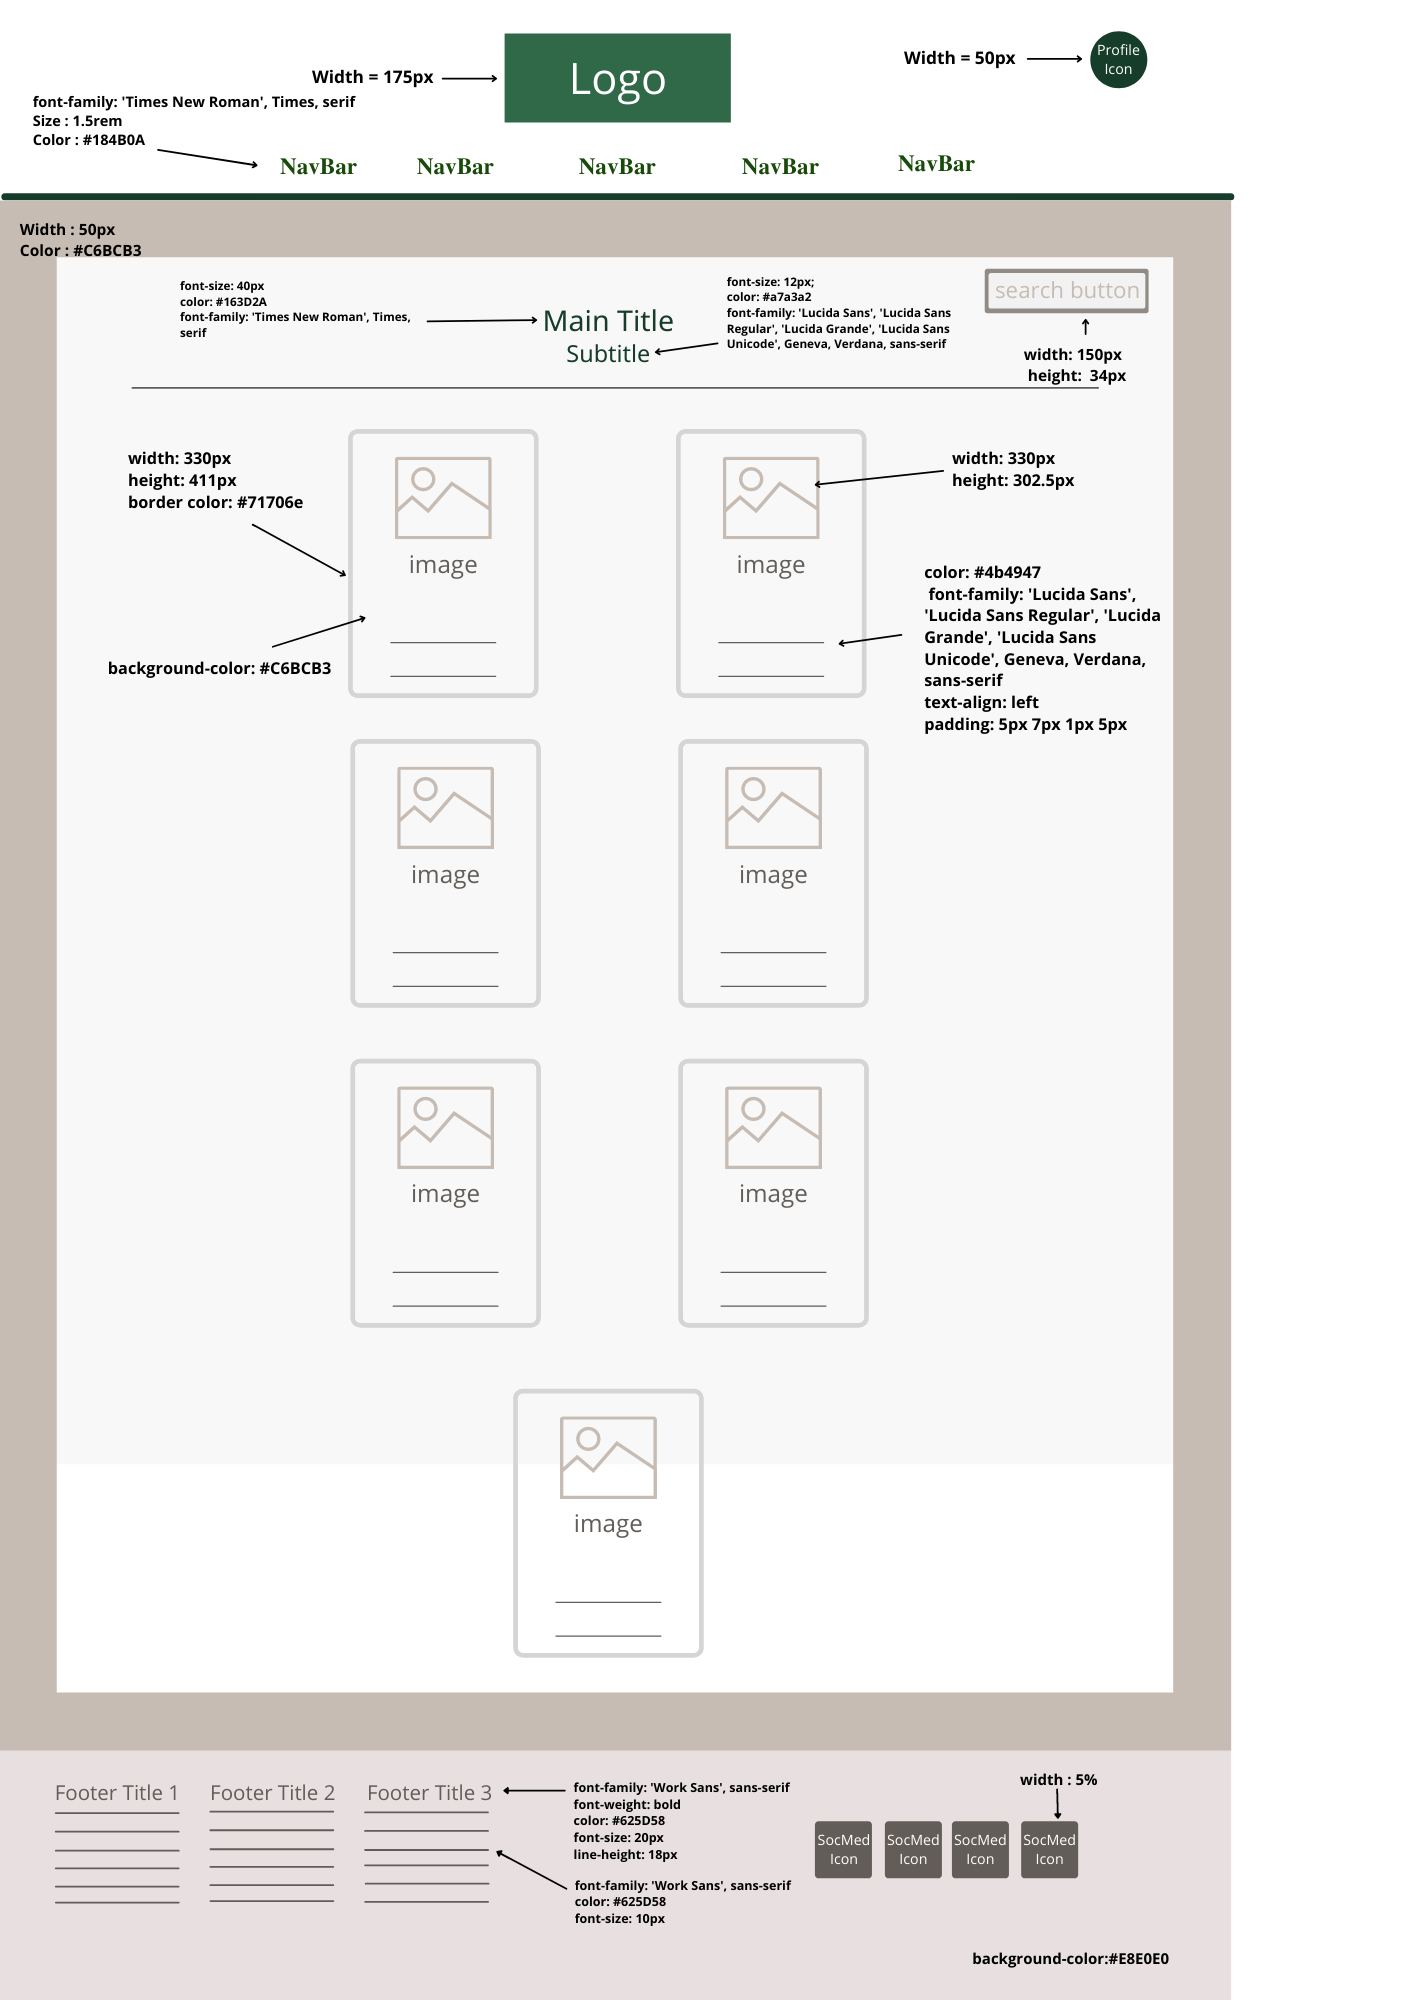 Width = 175px
Logo
Width = 50px
Profile
Icon
font-family: 'Times New Roman', Times, serif
Size : 1.5rem
Color : #184B0A
NavBar
NavBar
NavBar
NavBar
NavBar
Width : 50px
Color : #C6BCB3
font-size: 40px
color: #163D2A
font-family: 'Times New Roman', Times,
serif
Main Title
Subtitle
font-size: 12px;
color: #a7a3a2
font-family: 'Lucida Sans', 'Lucida Sans
Regular', 'Lucida Grande', 'Lucida Sans
Unicode', Geneva, Verdana, sans-serif
search button
width: 150px
height: 34px
width: 330px
height: 411px
border color: #71706e
background-color: #C6BCB3
image
image
width: 330px
height: 302.5px
color: #4b4947
font-family: 'Lucida Sans',
'Lucida Sans Regular', 'Lucida
Grande', 'Lucida Sans
Unicode', Geneva, Verdana,
sans-serif
text-align: left
padding: 5px 7px 1px 5px
image
image
image
image
image
Footer Title 1
Footer Title 2
Footer Title 3
font-family: 'Work Sans', sans-serif
font-weight: bold
color: #625D58
font-size: 20px
line-height: 18px
font-family: 'Work Sans', sans-serif
color: #625D58
font-size: 10px
width : 5%
SocMed
Icon
SocMed
Icon
SocMed
Icon
SocMed
Icon
background-color:#E8E0E0